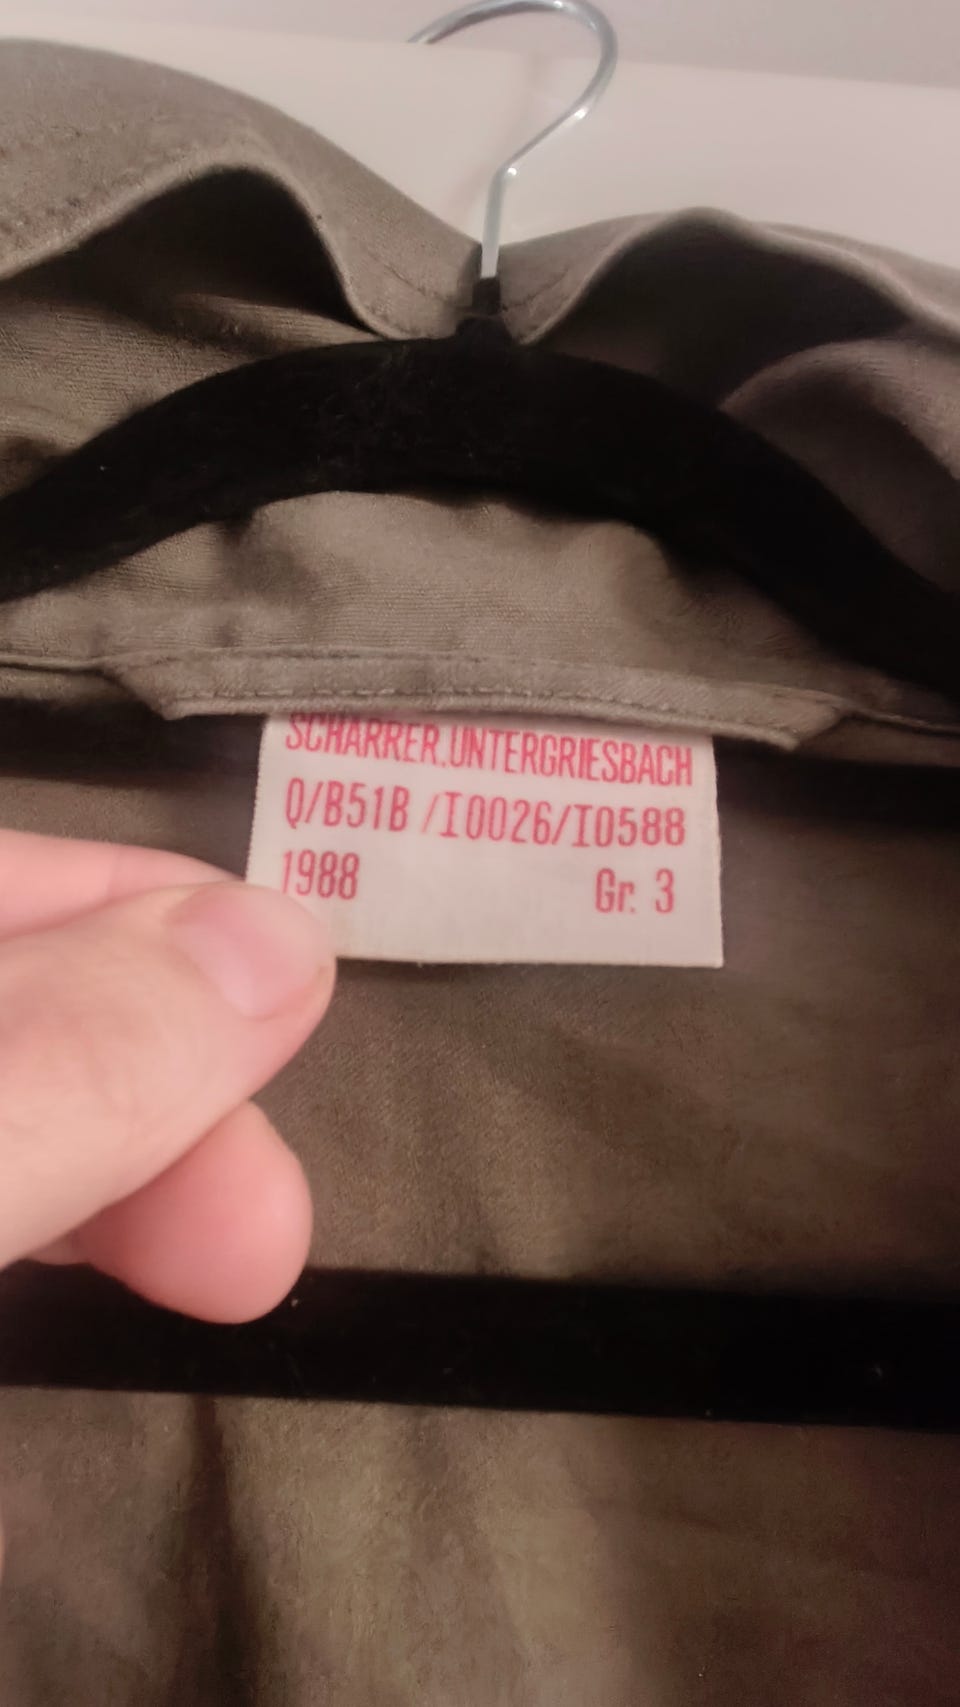 SCHARRER.UNTERGRIESBACH
Q/B51B /I0026/I0588
1988 Gr. 3